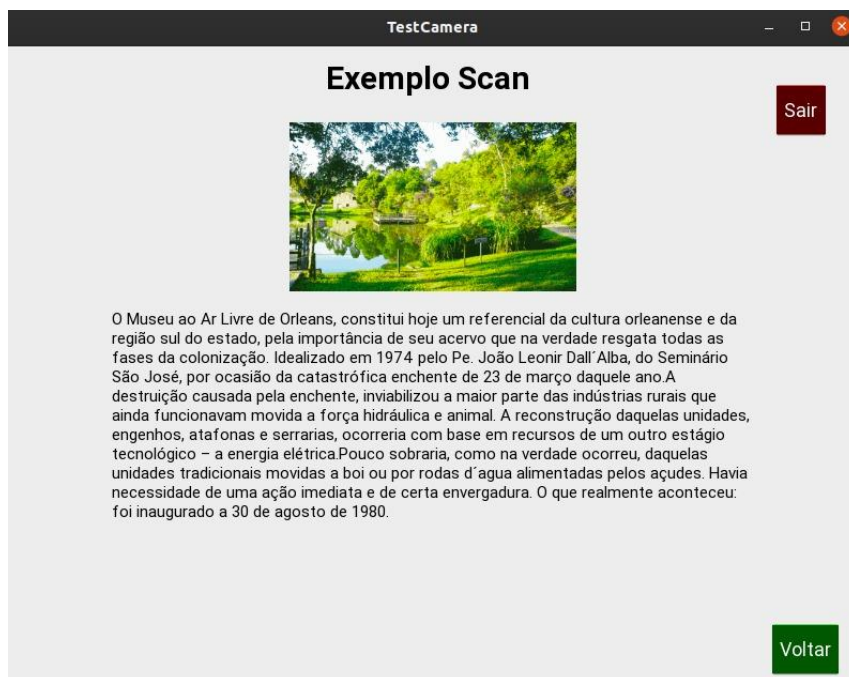 TestCamera
Exemplo Scan
Sair
O Museu ao Ar Livre de Orleans, constitui hoje um referencial da cultura orleanense e da
região sul do estado, pela importância de seu acervo que na verdade resgata todas as
fases da colonização. Idealizado em 1974 pelo Pe. João Leonir Dall´Alba, do Seminário
São José, por ocasião da catastrófica enchente de 23 de março daquele ano.A
destruição causada pela enchente, inviabilizou a maior parte das indústrias rurais que
ainda funcionavam movida a força hidráulica e animal. A reconstrução daquelas unidades,
engenhos, atafonas e serrarias, ocorreria com base em recursos de um outro estágio
tecnológico – a energia elétrica.Pouco sobraria, como na verdade ocorreu, daquelas
unidades tradicionais movidas a boi ou por rodas d´agua alimentadas pelos açudes. Havia
necessidade de uma ação imediata e de certa envergadura. O que realmente aconteceu:
foi inaugurado a 30 de agosto de 1980.
Voltar